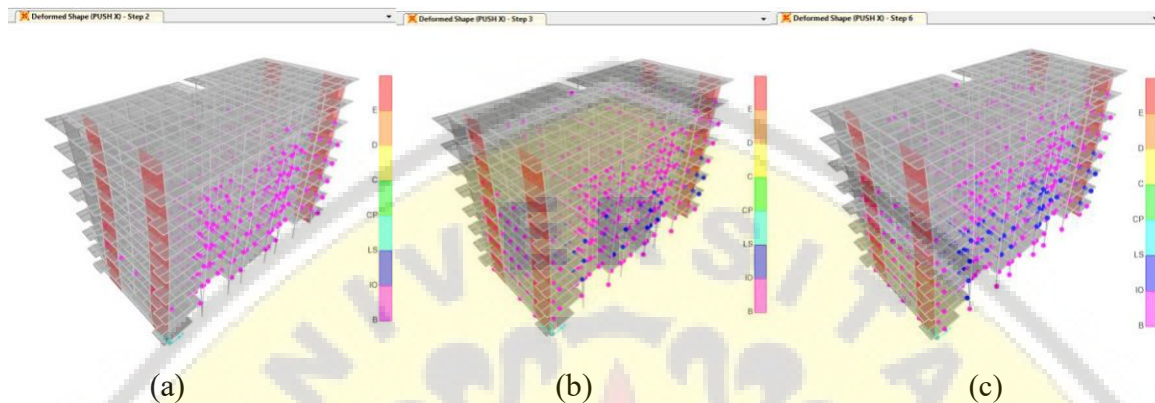 Deformed Shape (PUSH X) - Step 2
Deformed Shape (PUSH X) - Step 3
Deformed Shape (PUSH X) - Step 6
E
D
C
CP
LS
IO
B
E
D
C
CP
LS
IO
B
E
D
C
CP
LS
IO
B
NIVERSITA
(a)
(b)
(c)